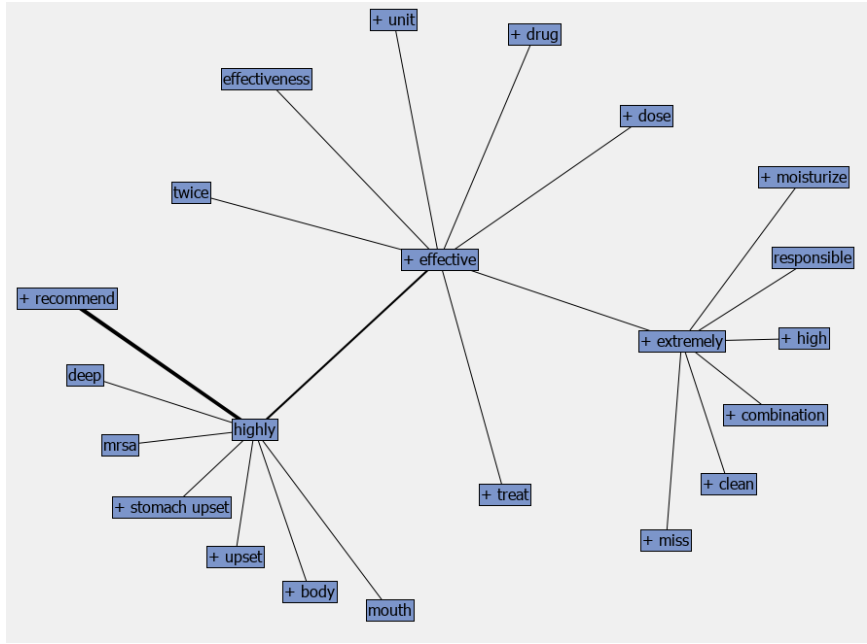 + unit
+ drug
effectiveness
+ dose
+ moisturize
twice
responsible
+ effective
+ recommend
+ high
+ extremely
deep
+ combination
highly
mrsa
+ clean
+ treat
+ stomach upset
+ miss
+ upset
+ body
mouth